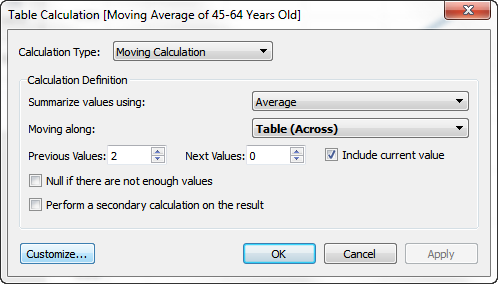 Table Calculation [Moving Average of 45-64 Years Old]
Calculation Type: Moving Calculation
Calculation Definition
Summarize values using: Average
Moving along: Table (Across)
Previous Values: 2 Next Values: 0 Include current value
Null if there are not enough values
Perform a secondary calculation on the result
Customize... OK Cancel Apply